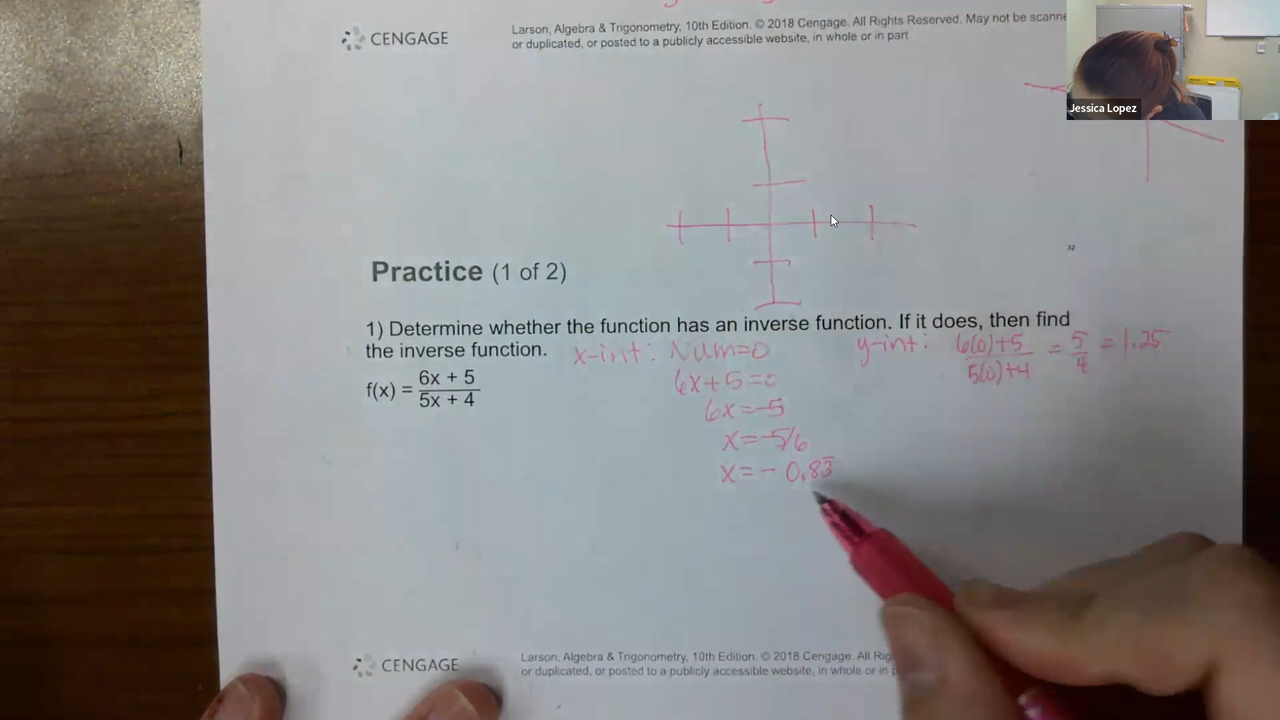 CENGAGE
Larson, Algebra & Trigonometry, 10th Edition. © 2018 Cengage. All Rights Reserved. May not be scanne
or duplicated, or posted to a publicly accessible website, in whole or in part
Jessica Lopez
32
Practice (1 of 2)
1) Determine whether the function has an inverse function. If it does, then find
the inverse function.
f(x) = 6x + 5 / 5x + 4
x-int: Num=0
6x+5=0
6x=-5
x=-5/6
x=- 0.83̅
y-int: 6(0)+5 / 5(0)+4 = 5/4 = 1.25
CENGAGE
Larson, Algebra & Trigonometry, 10th Edition. © 2018 Cengage. All Rig
or duplicated, or posted to a publicly accessible website, in whole or in p